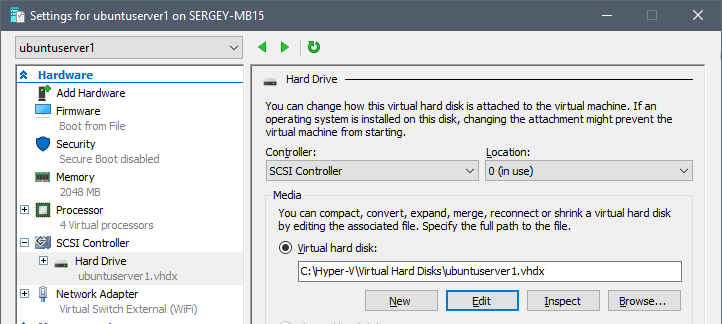 Settings for ubuntuserver1 on SERGEY-MB15
ubuntuserver1
Hardware
Add Hardware
Firmware
Boot from File
Security
Secure Boot disabled
Memory
2048 MB
Processor
4 Virtual processors
SCSI Controller
Hard Drive
ubuntuserver1.vhdx
Network Adapter
Virtual Switch External (WiFi)
Hard Drive
You can change how this virtual hard disk is attached to the virtual machine. If an
operating system is installed on this disk, changing the attachment might prevent the
virtual machine from starting.
Controller: Location:
SCSI Controller 0 (in use)
Media
You can compact, convert, expand, merge, reconnect or shrink a virtual hard disk
by editing the associated file. Specify the full path to the file.
Virtual hard disk:
C:\Hyper-V\Virtual Hard Disks\ubuntuserver1.vhdx
New Edit Inspect Browse...